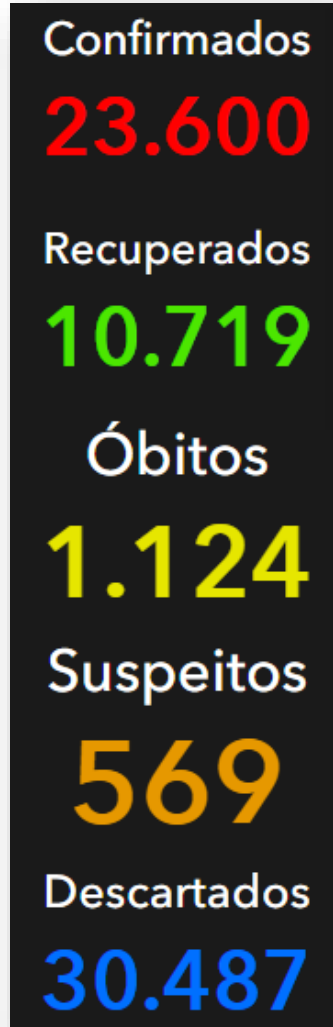 Confirmados
23.600
Recuperados
10.719
Óbitos
1.124
Suspeitos
569
Descartados
30.487